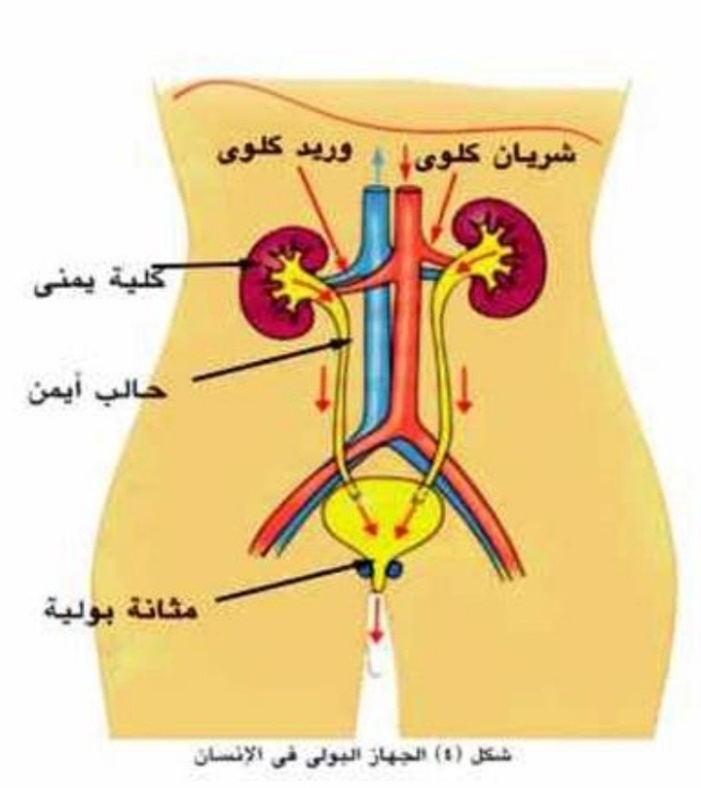 شريان كلوى
وريد كلوى
كلية يمنى
حالب أيمن
مثانة بولية
شكل (٤) الجهاز البولى فى الإنسان